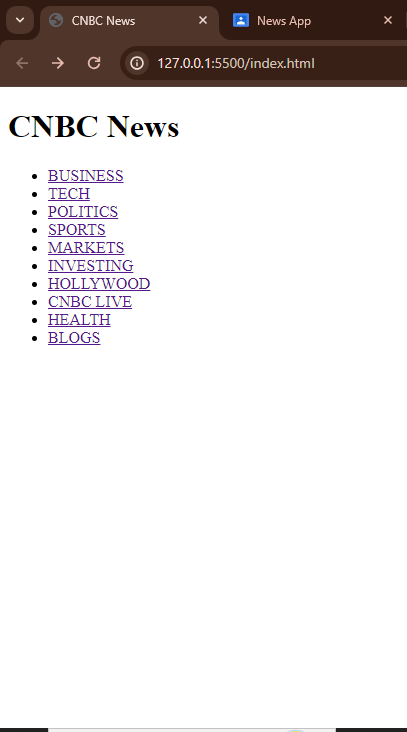 CNBC News
News App
127.0.0.1:5500/index.html
CNBC News
BUSINESS
TECH
POLITICS
SPORTS
MARKETS
INVESTING
HOLLYWOOD
CNBC LIVE
HEALTH
BLOGS